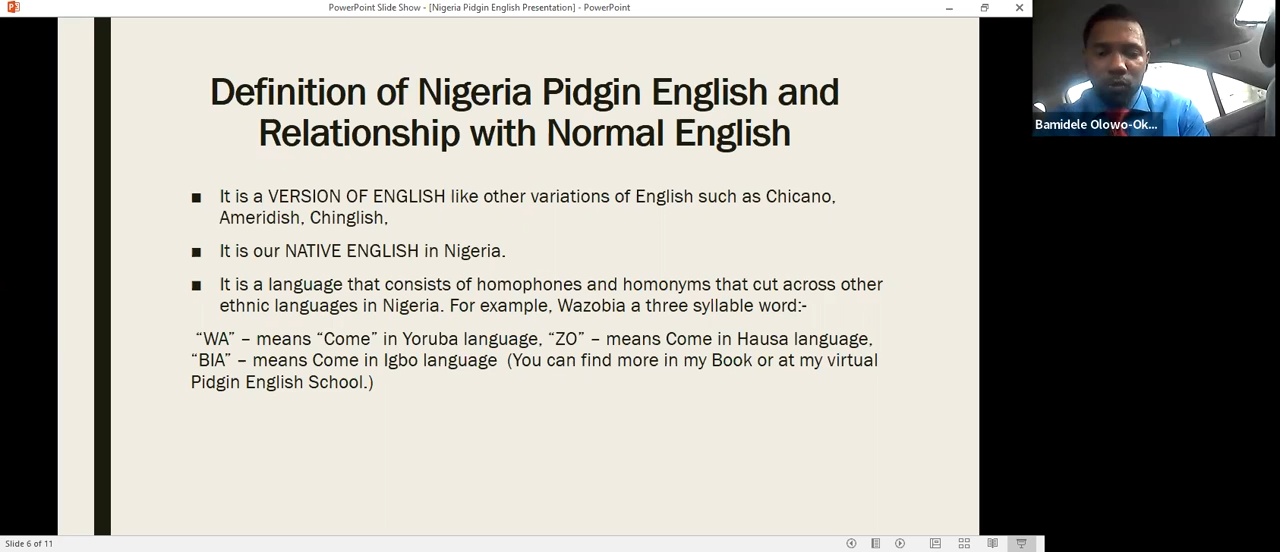 PowerPoint Slide Show - [Nigeria Pidgin English Presentation] - PowerPoint
Definition of Nigeria Pidgin English and
Relationship with Normal English
■ It is a VERSION OF ENGLISH like other variations of English such as Chicano,
Ameridish, Chinglish,
■ It is our NATIVE ENGLISH in Nigeria.
■ It is a language that consists of homophones and homonyms that cut across other
ethnic languages in Nigeria. For example, Wazobia a three syllable word:-
“WA” – means “Come” in Yoruba language, “ZO” – means Come in Hausa language,
“BIA” – means Come in Igbo language (You can find more in my Book or at my virtual
Pidgin English School.)
Bamidele Olowo-Ok...
Slide 6 of 11